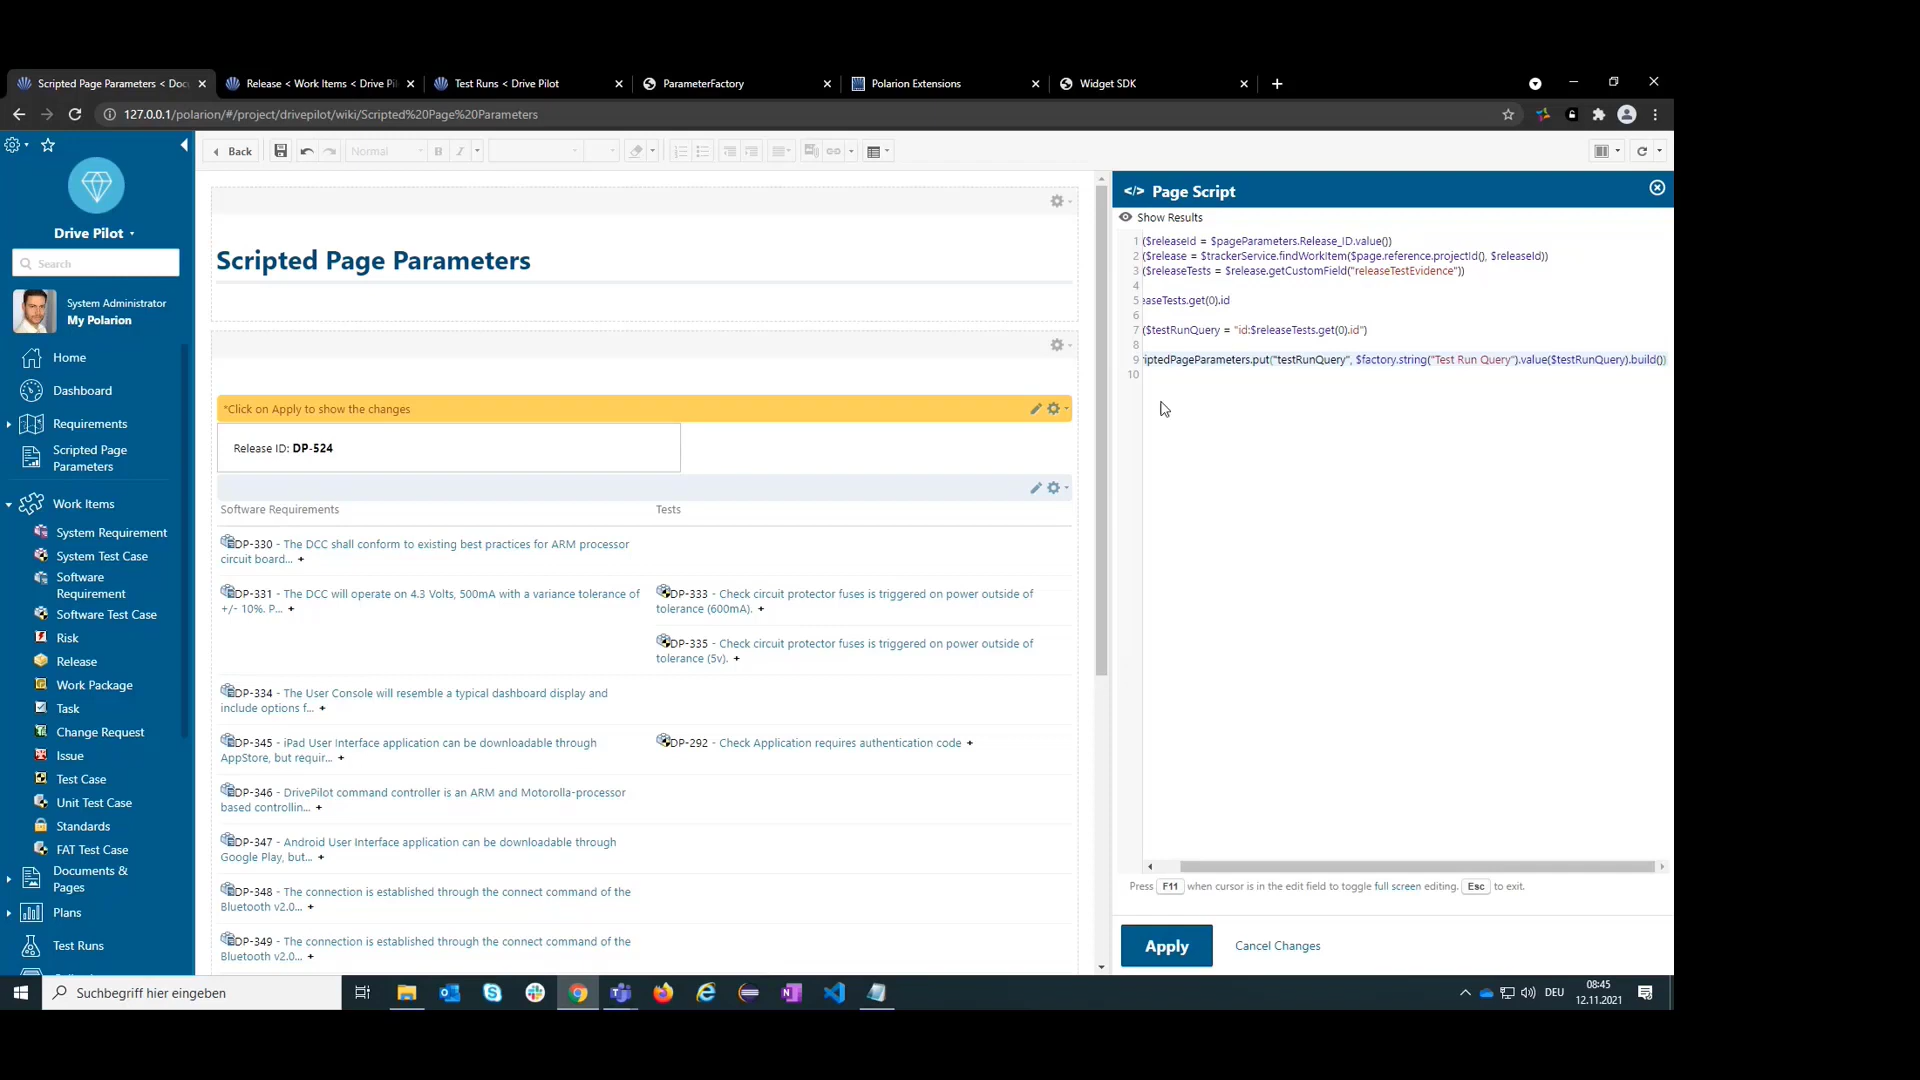 Scripted Page Parameters < Doc
Release < Work Items < Drive Pil
Test Runs < Drive Pilot
ParameterFactory
Polarion Extensions
Widget SDK
127.0.0.1/polarion/#/project/drivepilot/wiki/Scripted%20Page%20Parameters
Back
Normal
B
I
Drive Pilot
Search
System Administrator
My Polarion
Home
Dashboard
Requirements
Scripted Page
Parameters
Work Items
System Requirement
System Test Case
Software
Requirement
Software Test Case
Risk
Release
Work Package
Task
Change Request
Issue
Test Case
Unit Test Case
Standards
FAT Test Case
Documents &
Pages
Plans
Test Runs
Scripted Page Parameters
*Click on Apply to show the changes
Release ID: DP-524
Software Requirements
Tests
DP-330 - The DCC shall conform to existing best practices for ARM processor
circuit board... +
DP-331 - The DCC will operate on 4.3 Volts, 500mA with a variance tolerance of
+/- 10%. P... +
DP-333 - Check circuit protector fuses is triggered on power outside of
tolerance (600mA). +
DP-335 - Check circuit protector fuses is triggered on power outside of
tolerance (5v). +
DP-334 - The User Console will resemble a typical dashboard display and
include options f... +
DP-345 - iPad User Interface application can be downloadable through
AppStore, but requir... +
DP-292 - Check Application requires authentication code +
DP-346 - DrivePilot command controller is an ARM and Motorolla-processor
based controllin... +
DP-347 - Android User Interface application can be downloadable through
Google Play, but... +
DP-348 - The connection is established through the connect command of the
Bluetooth v2.0... +
DP-349 - The connection is established through the connect command of the
Bluetooth v2.0... +
</> Page Script
Show Results
1 ($releaseId = $pageParameters.Release_ID.value())
2 ($release = $trackerService.findWorkItem($page.reference.projectId(), $releaseId))
3 ($releaseTests = $release.getCustomField("releaseTestEvidence"))
4
5 easeTests.get(0).id
6
7 ($testRunQuery = "id:$releaseTests.get(0).id")
8
9 iptedPageParameters.put("testRunQuery", $factory.string("Test Run Query").value($testRunQuery).build())
10
Press F11 when cursor is in the edit field to toggle full screen editing. Esc to exit.
Apply
Cancel Changes
Suchbegriff hier eingeben
DEU
08:45
12.11.2021